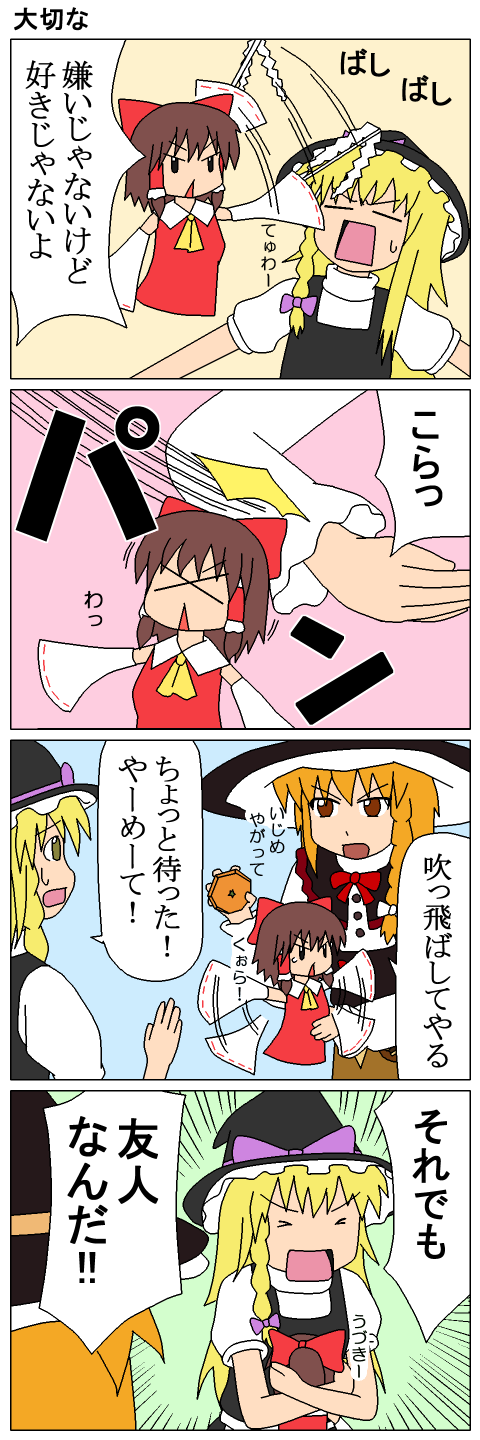 大切な
ばし
ばし
嫌いじゃないけど
好きじゃないよ
てゅわー
こらっ
パン
わっ
吹っ飛ばしてやる
いじめ
やがって
くぉら！
ちょっと待った！
やーめーて！
それでも
友人
なんだ!!
うづきー